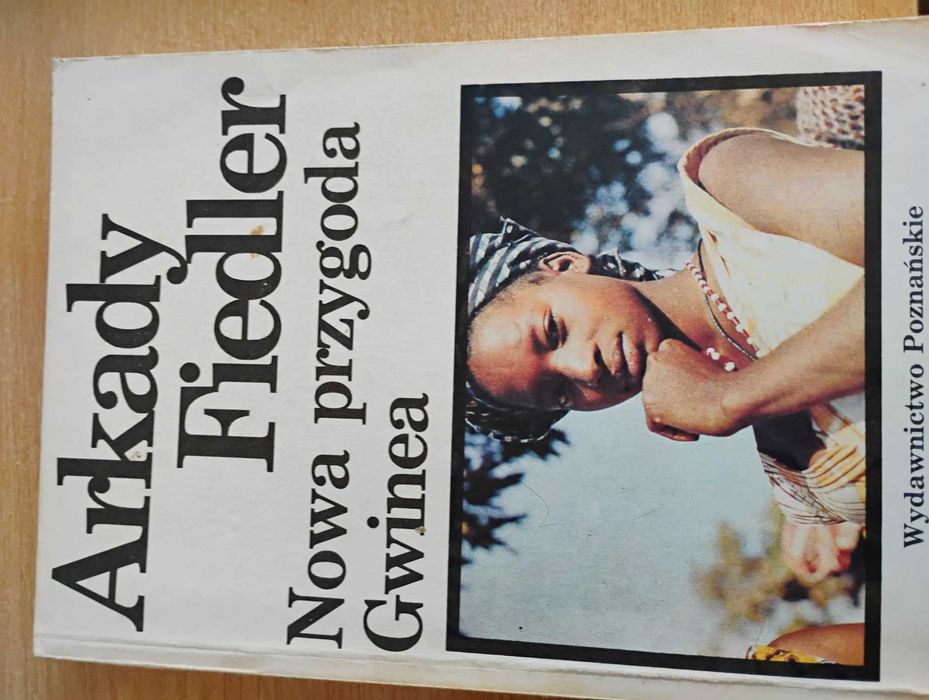 Arkady
Fiedler
Nowa przygoda
Gwinea
Wydawnictwo Poznańskie